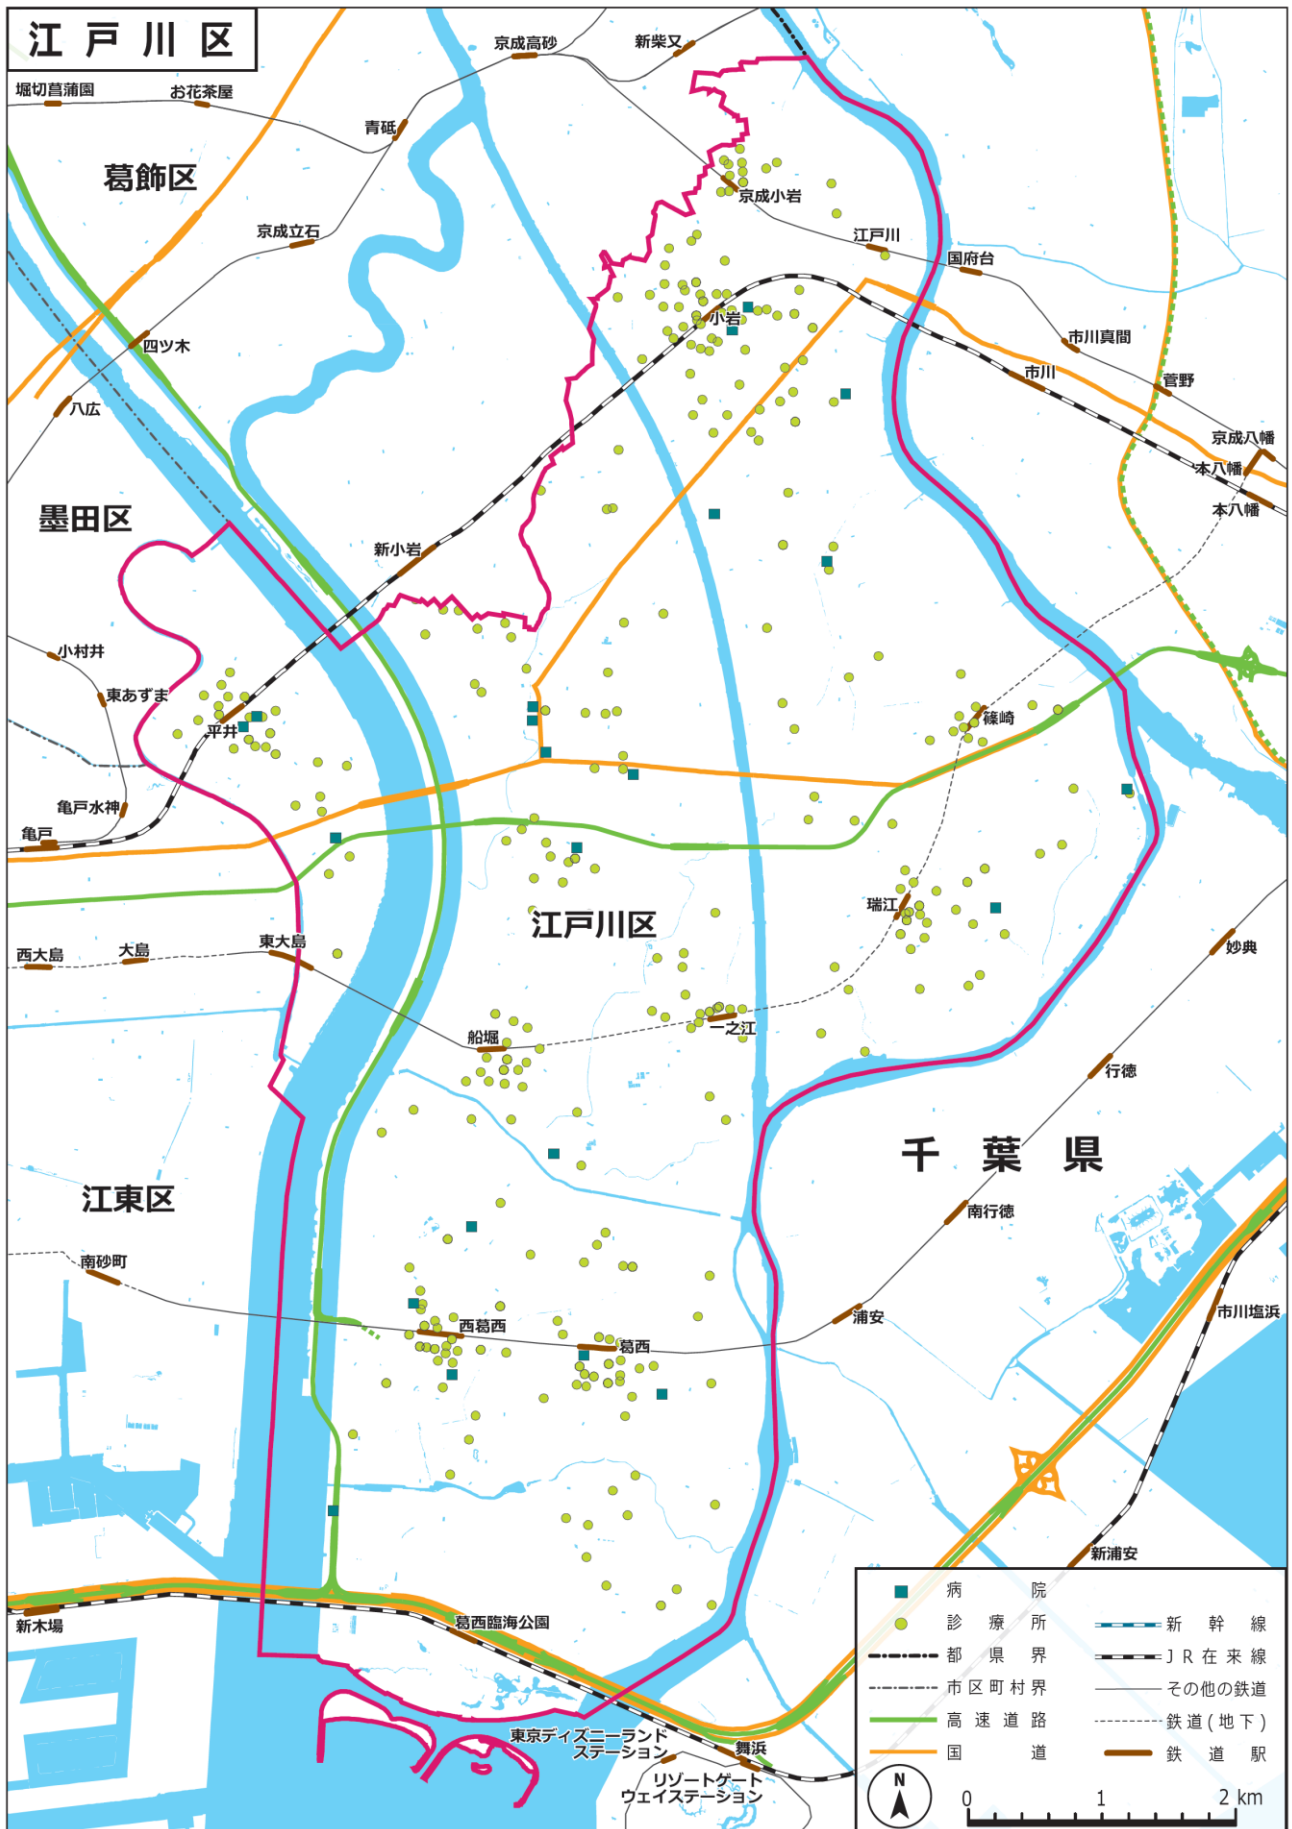 江戸川区
京成高砂
新柴又
堀切菖蒲園
お花茶屋
青砥
葛飾区
京成小岩
京成立石
江戸川
国府台
小岩
四ツ木
市川真間
市川
菅野
八広
京成八幡
本八幡
本八幡
墨田区
新小岩
小村井
東あずま
平井
篠崎
亀戸水神
亀戸
瑞江
江戸川区
西大島
大島
東大島
妙典
船堀
一之江
行徳
千葉県
江東区
南行徳
南砂町
西葛西
葛西
浦安
市川塩浜
新浦安
新木場
葛西臨海公園
東京ディズニーランド
ステーション
舞浜
リゾートゲート
ウェイステーション
病院
診療所
都県界
市区町村界
高速道路
国道
新幹線
JR在来線
その他の鉄道
鉄道(地下)
鉄道駅
N
0 1 2 km